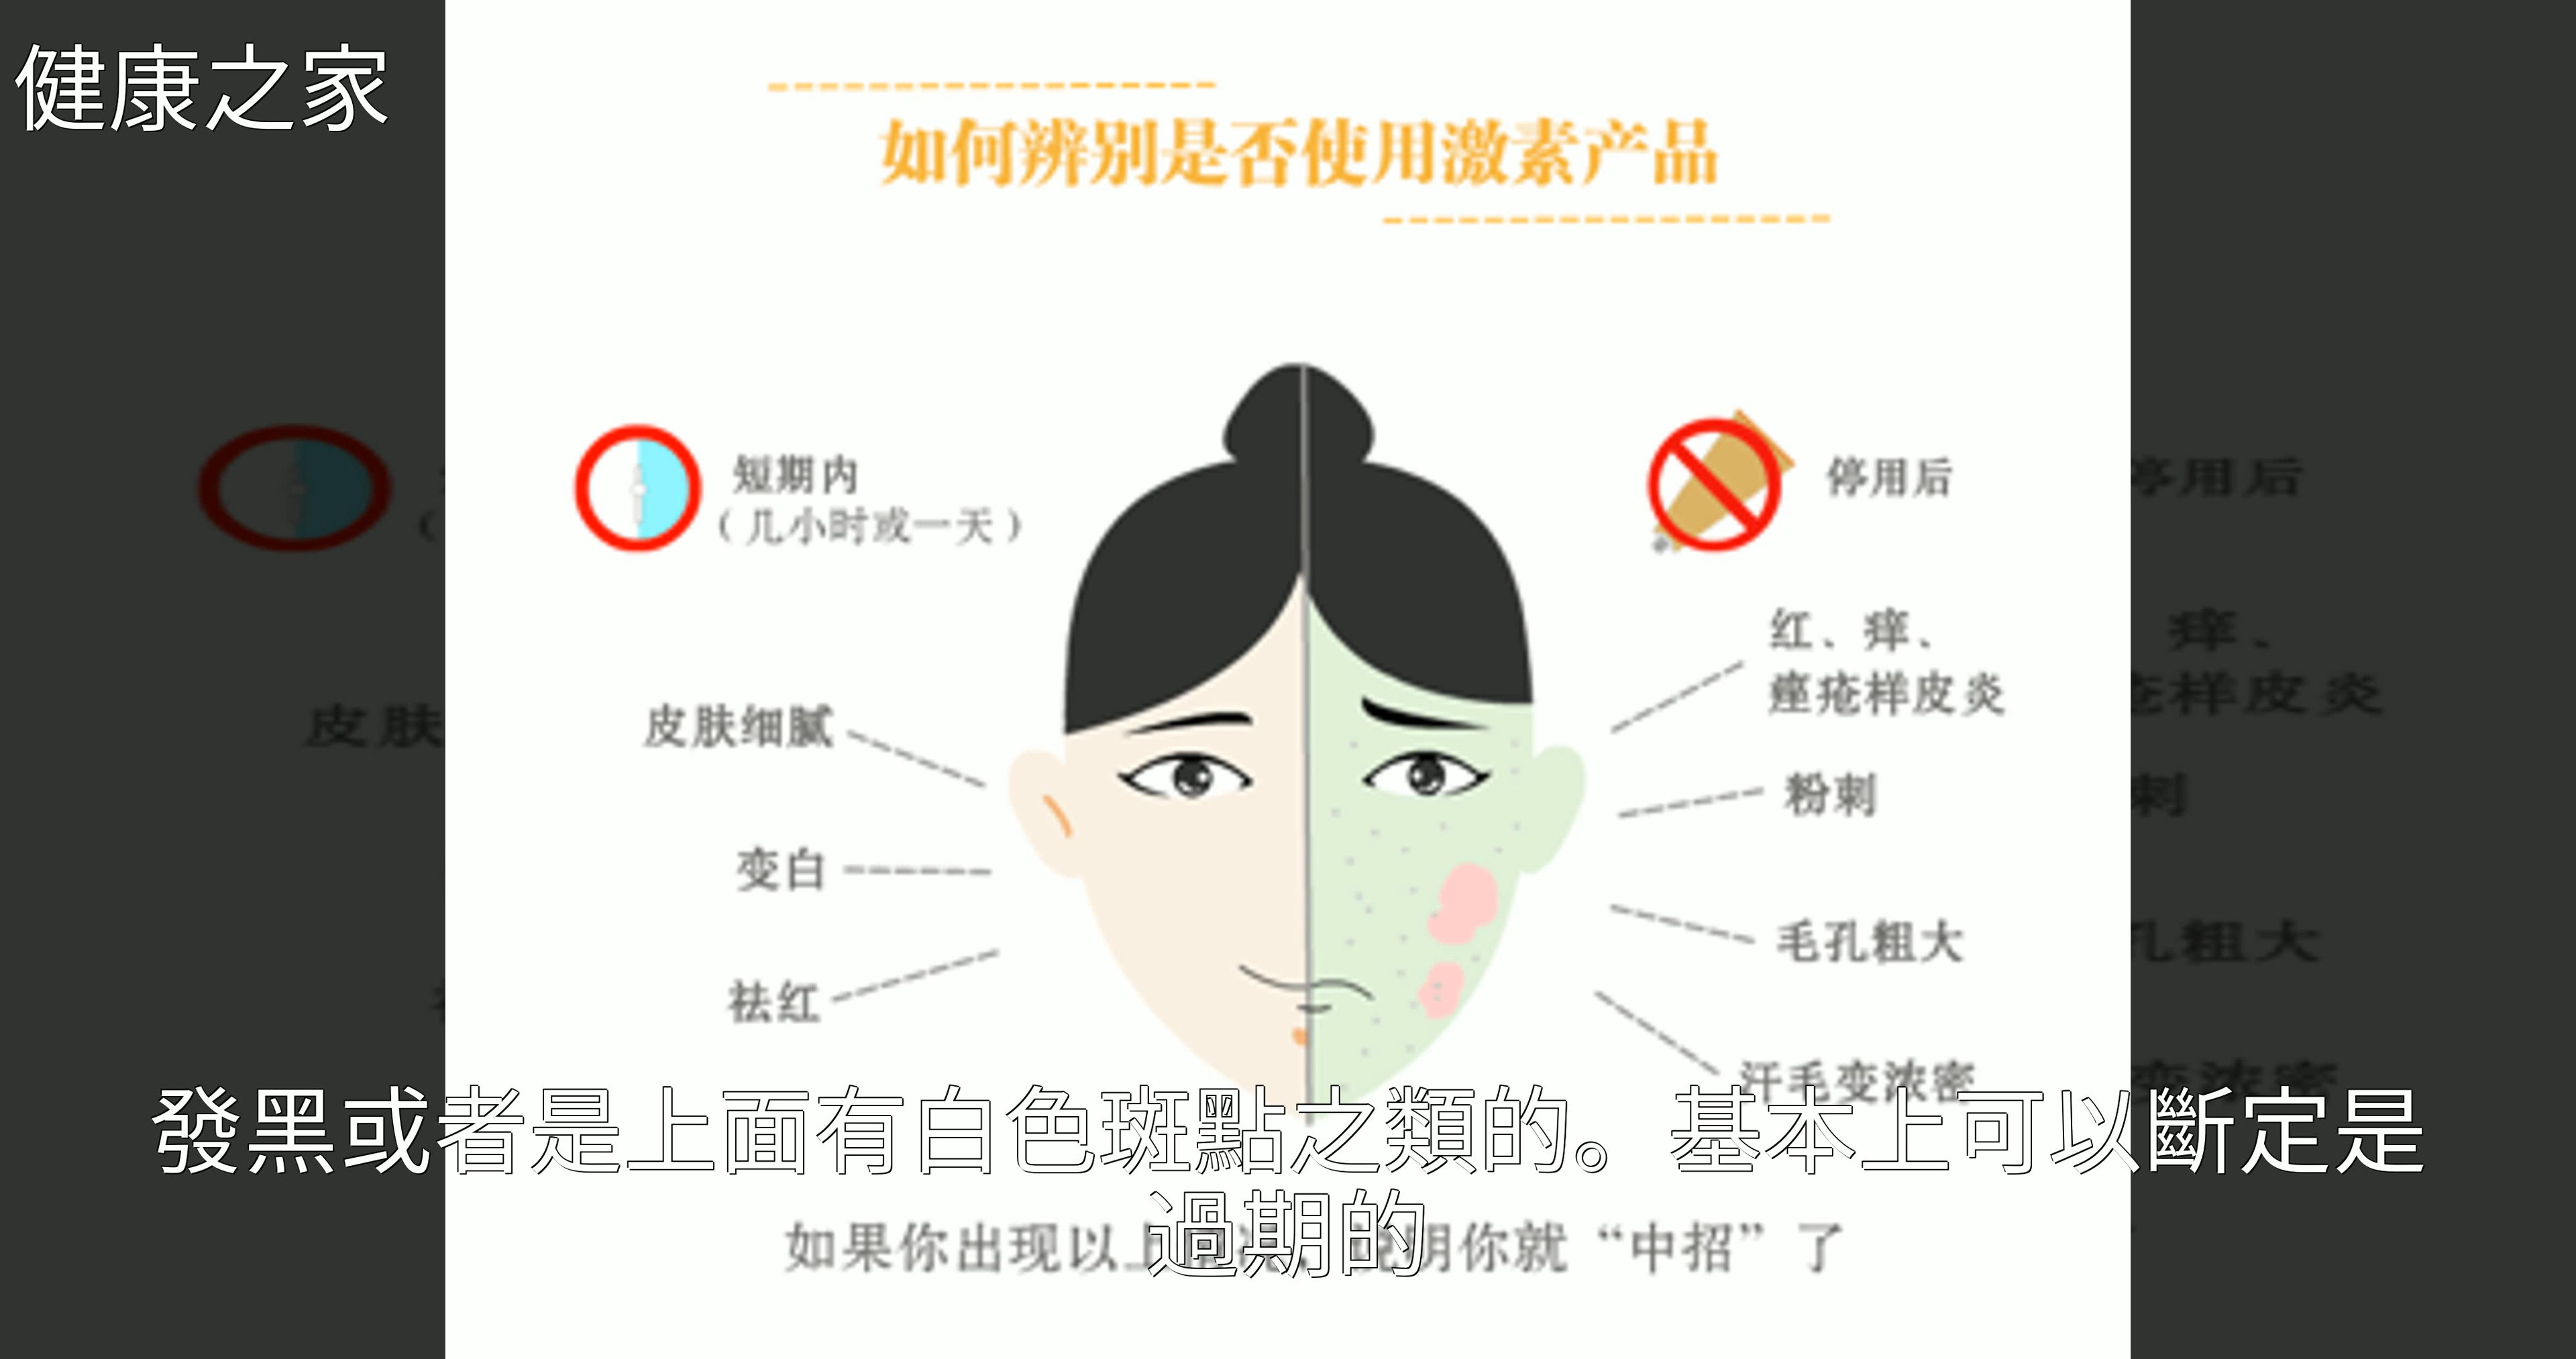 健康之家
如何辨别是否使用激素产品
短期内
（几小时或一天）
停用后
红、痒、
痤疮样皮炎
皮肤细腻
粉刺
变白
毛孔粗大
祛红
汗毛变浓密
發黑或者是上面有白色斑點之類的。基本上可以斷定是
過期的
如果你出现以上 说明你就“中招”了